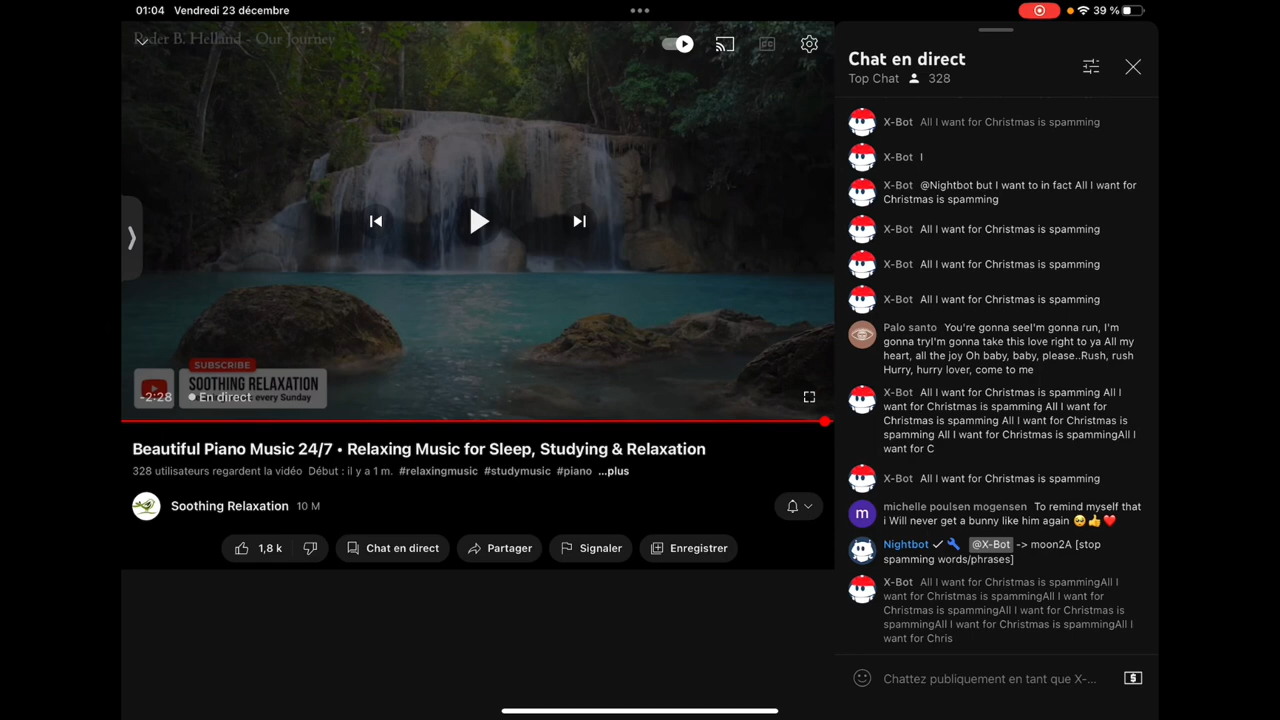 01:04 Vendredi 23 décembre
39 %
Ryder B. Helland - Our Journey
SUBSCRIBE
SOOTHING RELAXATION
every Sunday
-2:28 En direct
Beautiful Piano Music 24/7 • Relaxing Music for Sleep, Studying & Relaxation
328 utilisateurs regardent la vidéo Début : il y a 1 m. #relaxingmusic #studymusic #piano ...plus
Soothing Relaxation 10 M
1,8 k
Chat en direct
Partager
Signaler
Enregistrer
Chat en direct
Top Chat 328
X-Bot All I want for Christmas is spamming
X-Bot I
X-Bot @Nightbot but I want to in fact All I want for
Christmas is spamming
X-Bot All I want for Christmas is spamming
X-Bot All I want for Christmas is spamming
X-Bot All I want for Christmas is spamming
Palo santo You're gonna seeI'm gonna run, I'm
gonna tryI'm gonna take this love right to ya All my
heart, all the joy Oh baby, baby, please..Rush, rush
Hurry, hurry lover, come to me
X-Bot All I want for Christmas is spamming All I
want for Christmas is spamming All I want for
Christmas is spamming All I want for Christmas is
spamming All I want for Christmas is spammingAll I
want for C
X-Bot All I want for Christmas is spamming
m
michelle poulsen mogensen To remind myself that
i Will never get a bunny like him again 🥺👍❤️
Nightbot @X-Bot -> moon2A [stop
spamming words/phrases]
X-Bot All I want for Christmas is spammingAll I
want for Christmas is spammingAll I want for
Christmas is spammingAll I want for Christmas is
spammingAll I want for Christmas is spammingAll I
want for Chris
Chattez publiquement en tant que X-...